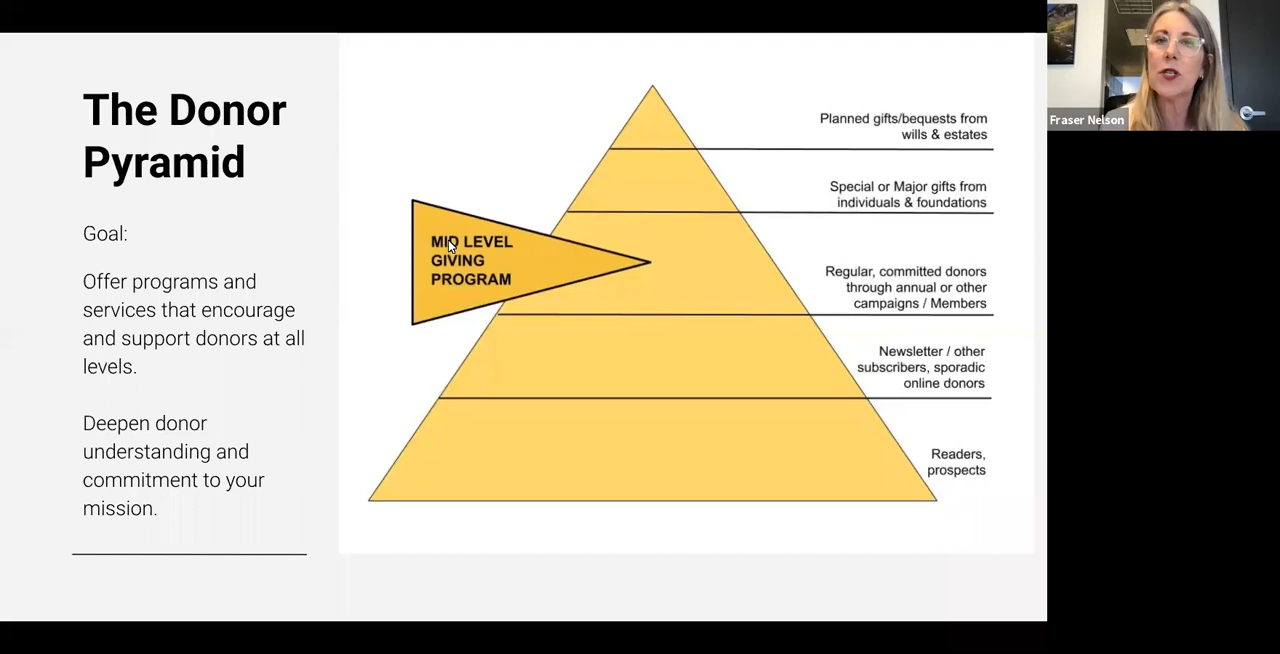 The Donor
Pyramid
Goal:
Offer programs and
services that encourage
and support donors at all
levels.
Deepen donor
understanding and
commitment to your
mission.
MID LEVEL
GIVING
PROGRAM
Planned gifts/bequests from
wills & estates
Special or Major gifts from
individuals & foundations
Regular, committed donors
through annual or other
campaigns / Members
Newsletter / other
subscribers, sporadic
online donors
Readers,
prospects
Fraser Nelson